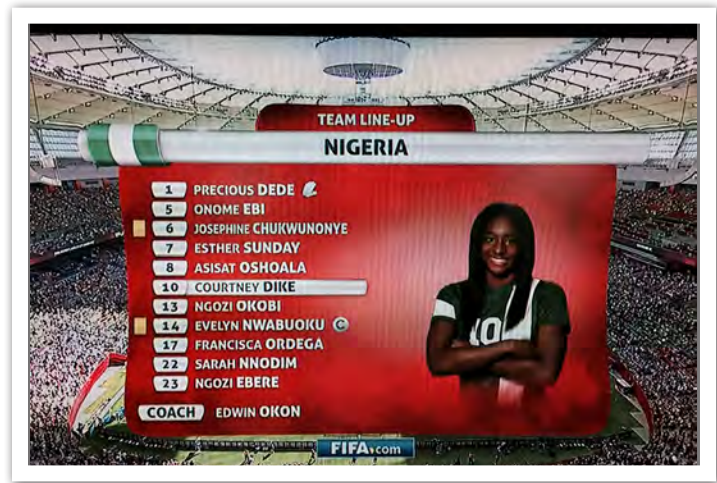 TEAM LINE-UP
NIGERIA
1 PRECIOUS DEDE
5 ONOME EBI
6 JOSEPHINE CHUKWUNONYE
7 ESTHER SUNDAY
8 ASISAT OSHOALA
10 COURTNEY DIKE
13 NGOZI OKOBI
14 EVELYN NWABUOKU C
17 FRANCISCA ORDEGA
22 SARAH NNODIM
23 NGOZI EBERE
10
COACH EDWIN OKON
FIFA.com